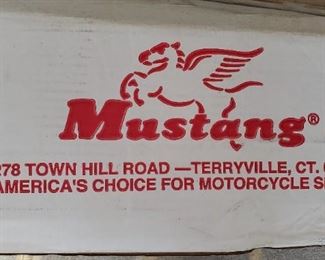 Mustang®
278 TOWN HILL ROAD —TERRYVILLE, CT.
AMERICA'S CHOICE FOR MOTORCYCLE